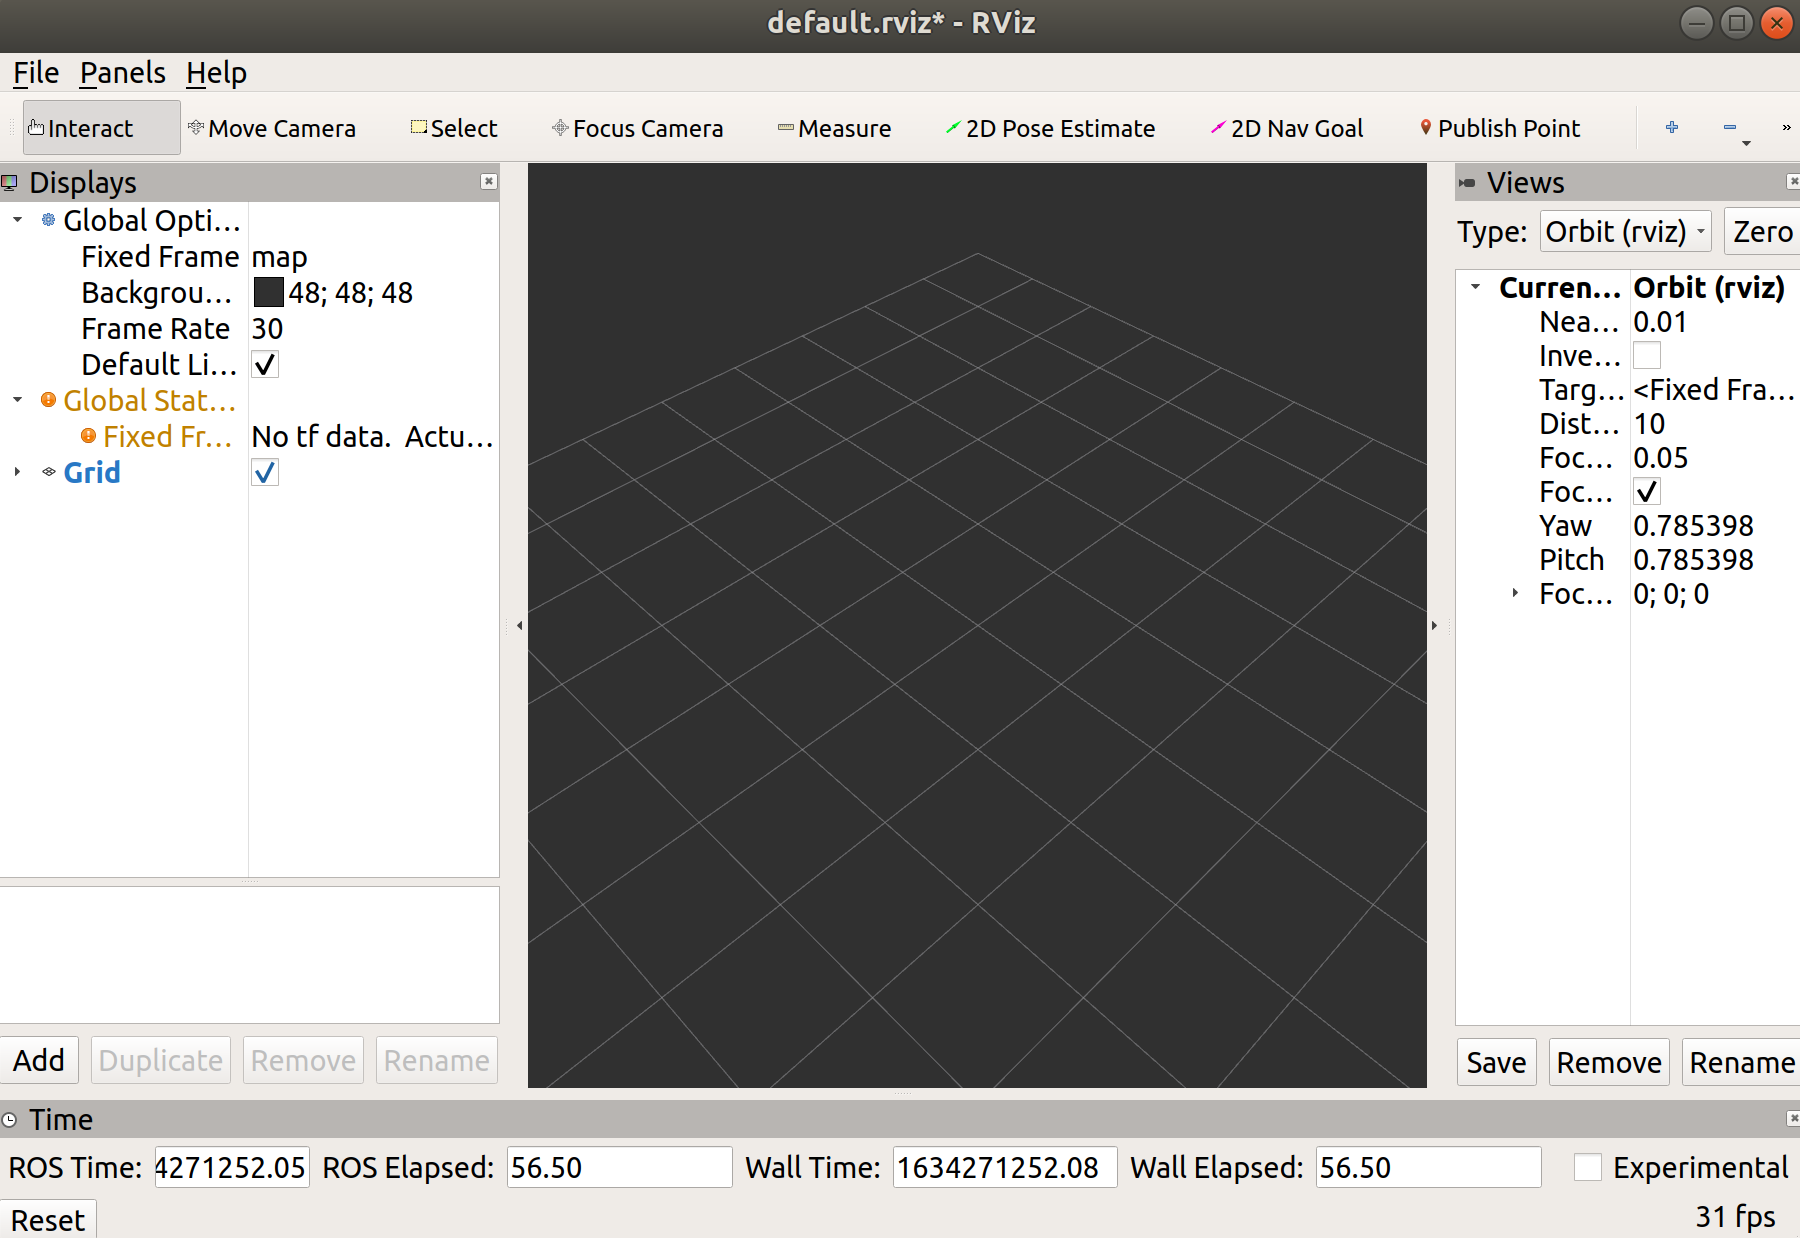 default.rviz* - RViz
File Panels Help
Interact Move Camera Select Focus Camera Measure 2D Pose Estimate 2D Nav Goal Publish Point »
Displays
Global Opti...
Fixed Frame map
Backgrou... 48; 48; 48
Frame Rate 30
Default Li...
Global Stat...
Fixed Fr... No tf data. Actu...
Grid
Add Duplicate Remove Rename
Views
Type: Orbit (rviz) Zero
Curren... Orbit (rviz)
Nea... 0.01
Inve...
Targ... <Fixed Fra...
Dist... 10
Foc... 0.05
Foc...
Yaw 0.785398
Pitch 0.785398
Foc... 0; 0; 0
Save Remove Rename
Time
ROS Time: 4271252.05 ROS Elapsed: 56.50 Wall Time: 1634271252.08 Wall Elapsed: 56.50 Experimental
Reset 31 fps